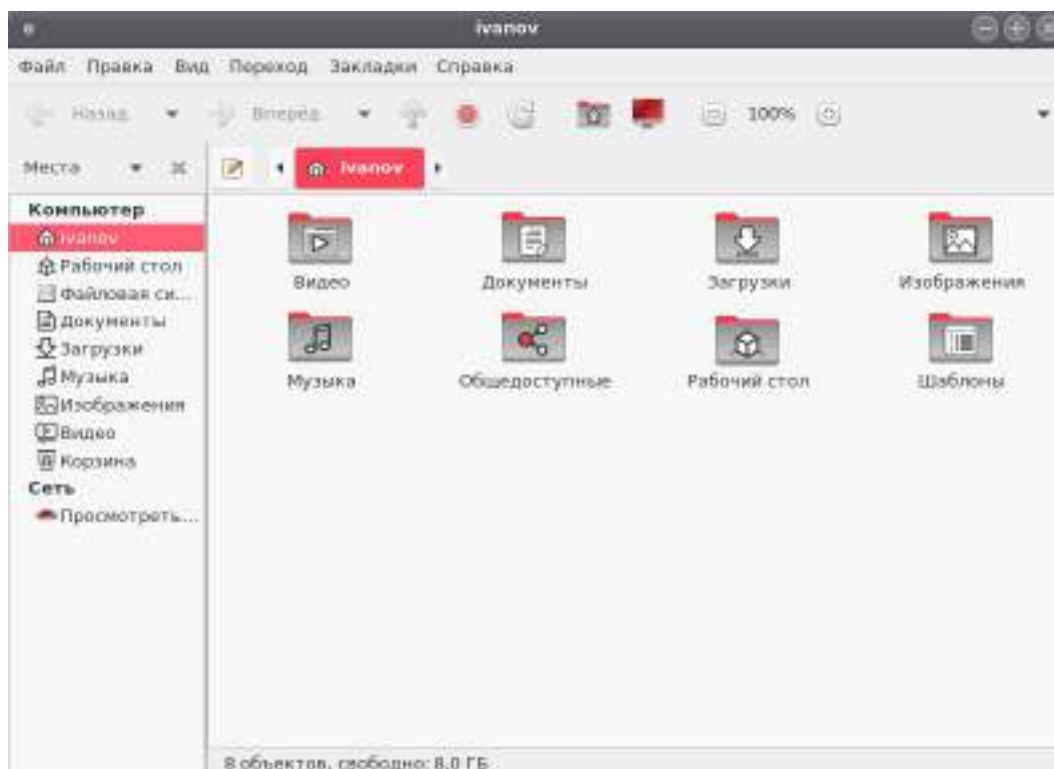 ivanov
Файл Правка Вид Переход Закладки Справка
Назад Вперёд 100%
Места ivanov
Компьютер
ivanov
Рабочий стол
Файловая си...
Документы
Загрузки
Музыка
Изображения
Видео
Корзина
Сеть
Просмотреть...
Видео Документы Загрузки Изображения
Музыка Общедоступные Рабочий стол Шаблоны
8 объектов, свободно: 8,0 ГБ